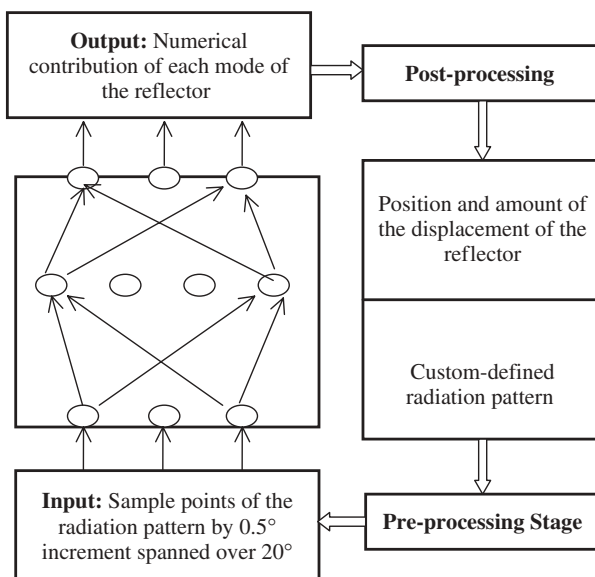 Output: Numerical
contribution of each mode of
the reflector
Post-processing
Position and amount of
the displacement of the
reflector
Custom-defined
radiation pattern
Pre-processing Stage
Input: Sample points of the
radiation pattern by 0.5°
increment spanned over 20°